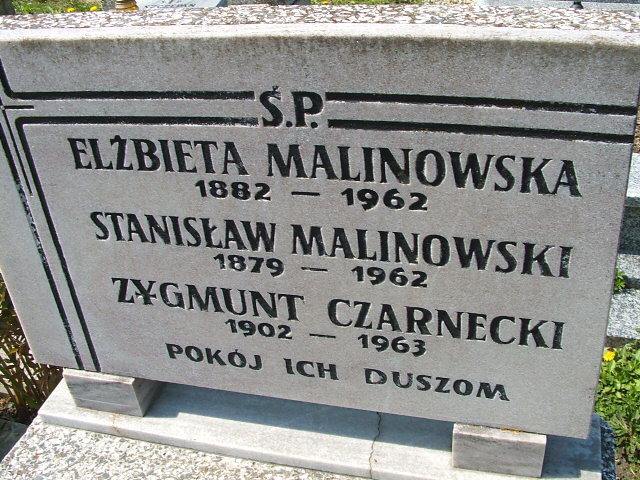 Ś.P.
ELŻBIETA MALINOWSKA
1882 — 1962
STANISŁAW MALINOWSKI
1879 — 1962
ZYGMUNT CZARNECKI
1902 — 1963
POKÓJ ICH DUSZOM